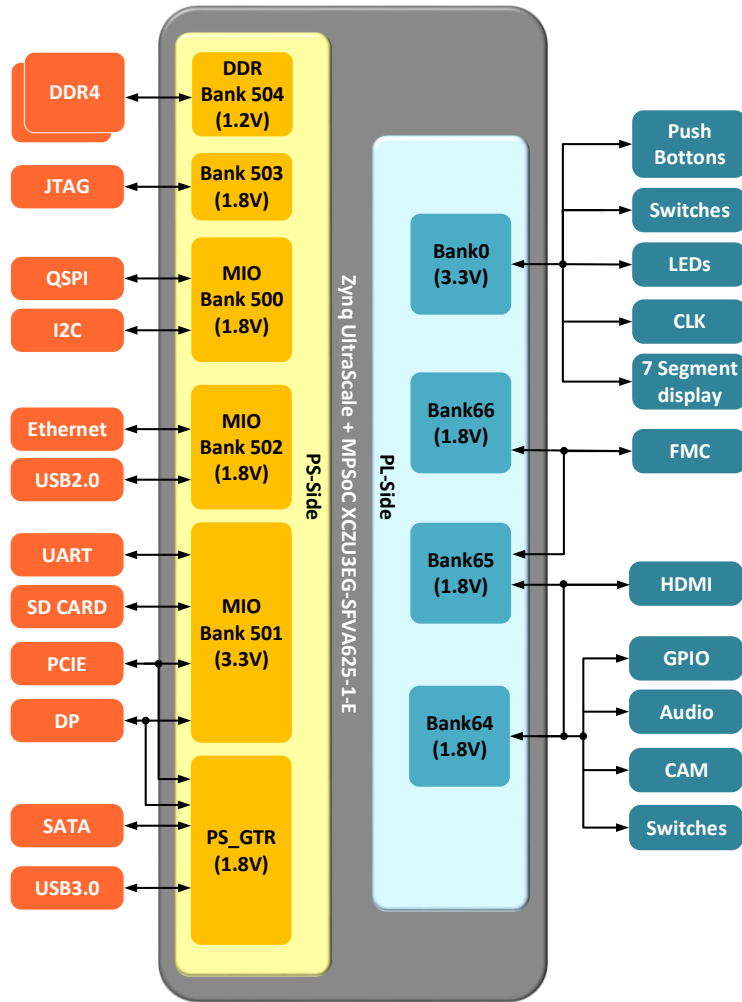 DDR4
JTAG
QSPI
I2C
Ethernet
USB2.0
UART
SD CARD
PCIE
DP
SATA
USB3.0
DDR
Bank 504
(1.2V)
Bank 503
(1.8V)
MIO
Bank 500
(1.8V)
MIO
Bank 502
(1.8V)
MIO
Bank 501
(3.3V)
PS_GTR
(1.8V)
PS-Side
Zynq UltraScale + MPSoC XCZU3EG-SFVA625-1-E
PL-Side
Bank0
(3.3V)
Bank66
(1.8V)
Bank65
(1.8V)
Bank64
(1.8V)
Push
Bottons
Switches
LEDs
CLK
7 Segment
display
FMC
HDMI
GPIO
Audio
CAM
Switches